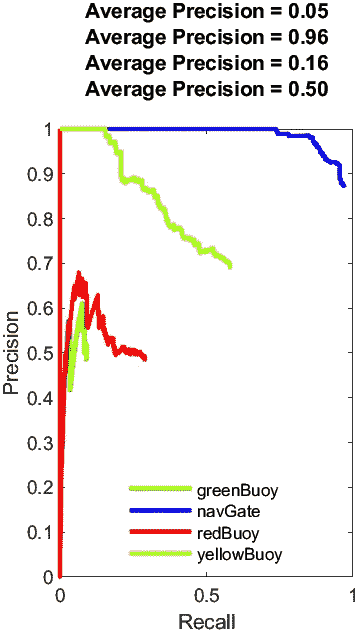 Average Precision = 0.05
Average Precision = 0.96
Average Precision = 0.16
Average Precision = 0.50
1
0.9
0.8
0.7
0.6
0.5
0.4
0.3
0.2
0.1
0
Precision
greenBuoy
navGate
redBuoy
yellowBuoy
0
0.5
1
Recall